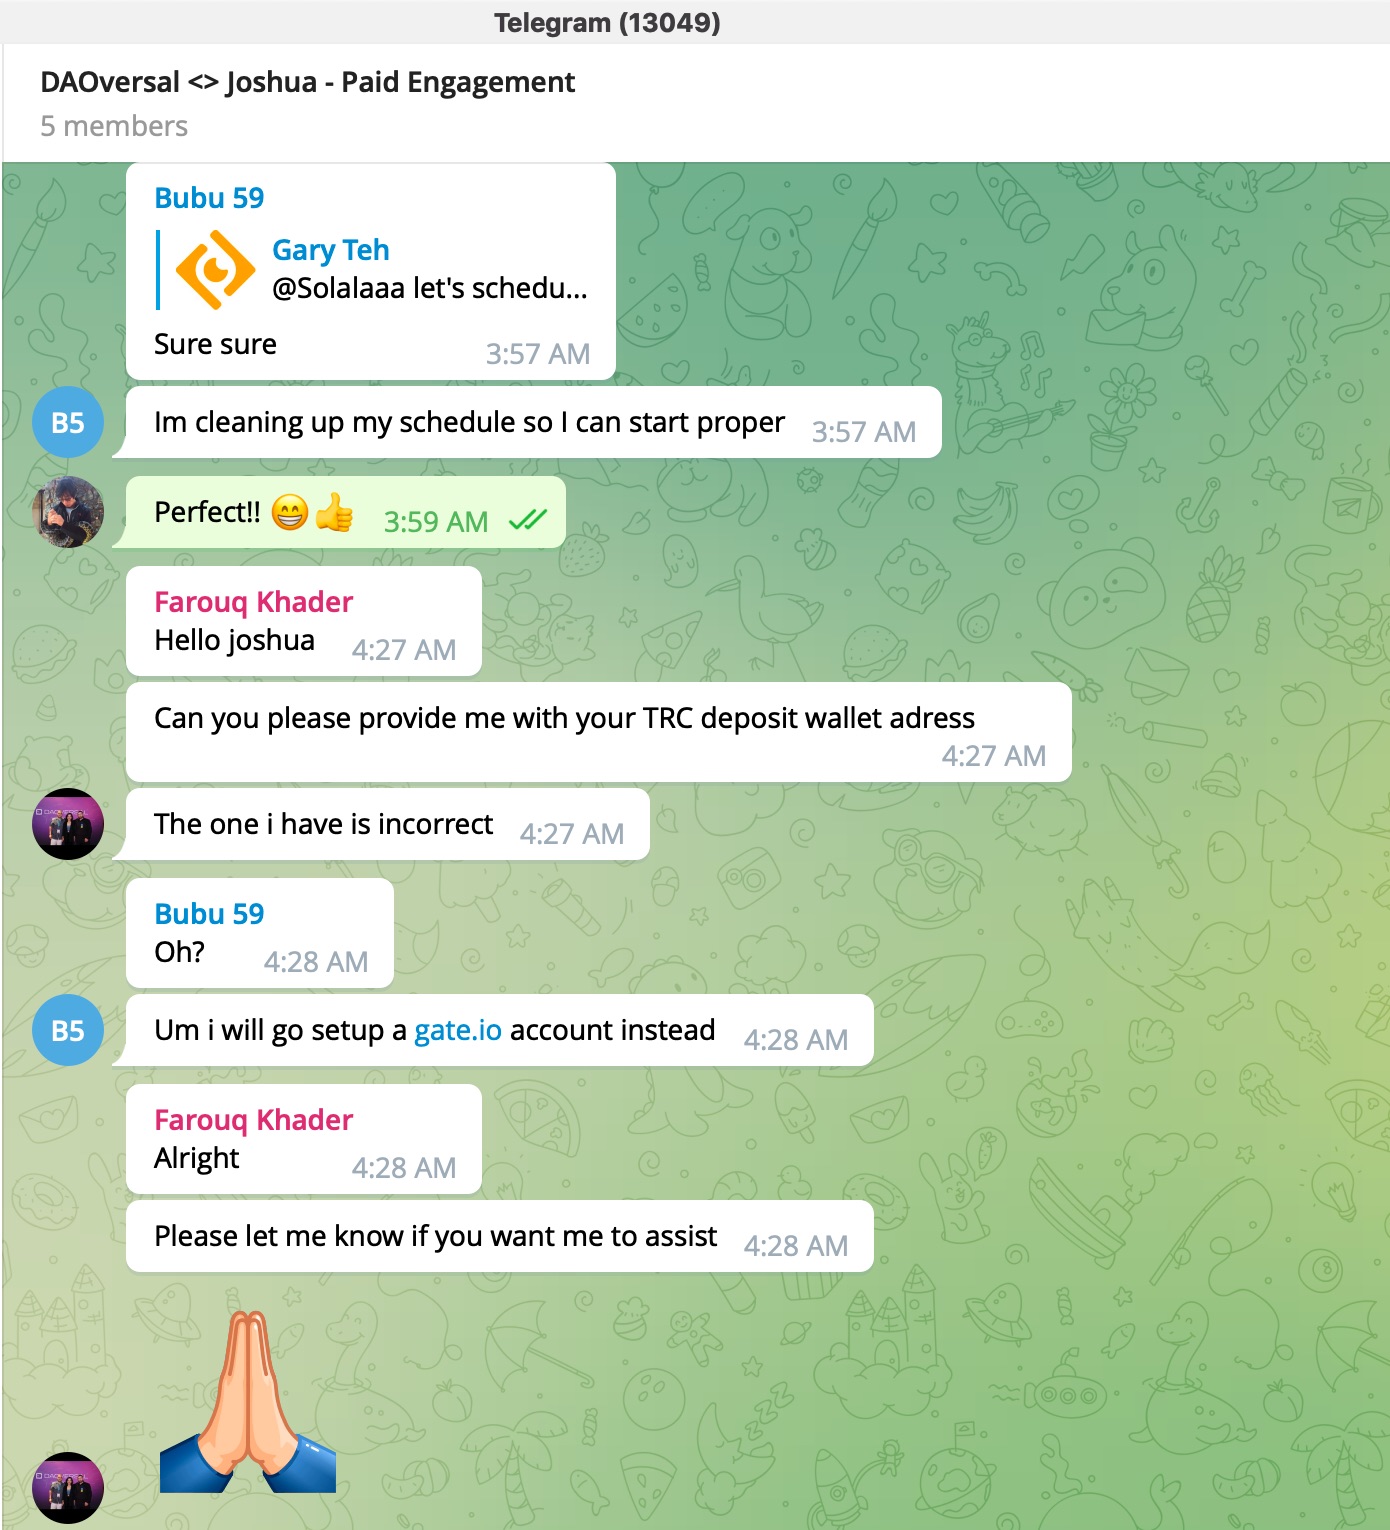 Telegram (13049)
DAOversal <> Joshua - Paid Engagement
5 members
Bubu 59
Gary Teh
@Solalaaa let's schedu...
Sure sure 3:57 AM
B5
Im cleaning up my schedule so I can start proper 3:57 AM
Perfect!! 😁👍 3:59 AM
Farouq Khader
Hello joshua 4:27 AM
Can you please provide me with your TRC deposit wallet adress
4:27 AM
The one i have is incorrect 4:27 AM
Bubu 59
Oh? 4:28 AM
B5
Um i will go setup a gate.io account instead 4:28 AM
Farouq Khader
Alright 4:28 AM
Please let me know if you want me to assist 4:28 AM
🙏